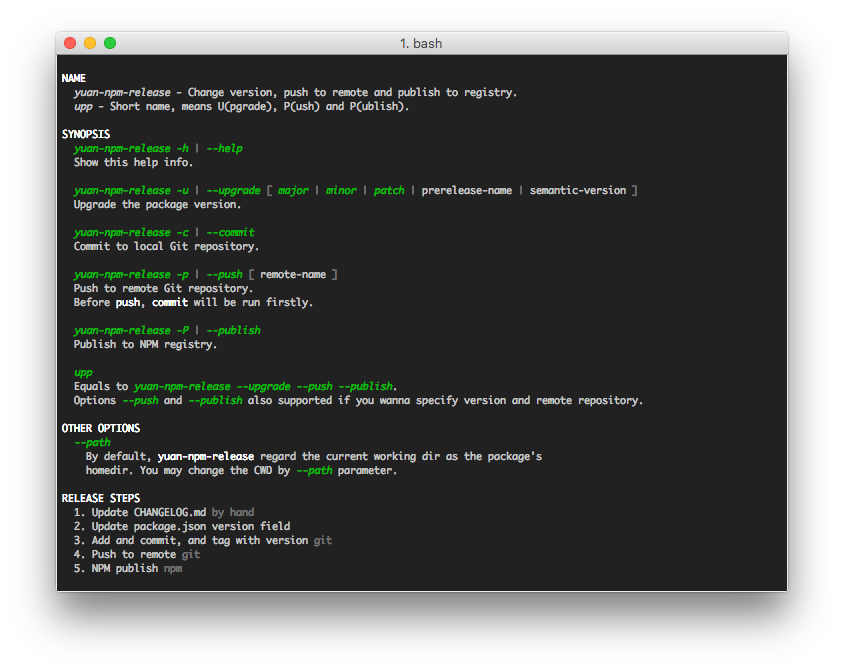 1. bash
NAME
yuan-npm-release - Change version, push to remote and publish to registry.
upp - Short name, means U(pgrade), P(ush) and P(ublish).
SYNOPSIS
yuan-npm-release -h | --help
Show this help info.
yuan-npm-release -u | --upgrade [ major | minor | patch | prerelease-name | semantic-version ]
Upgrade the package version.
yuan-npm-release -c | --commit
Commit to local Git repository.
yuan-npm-release -p | --push [ remote-name ]
Push to remote Git repository.
Before push, commit will be run firstly.
yuan-npm-release -P | --publish
Publish to NPM registry.
upp
Equals to yuan-npm-release --upgrade --push --publish.
Options --push and --publish also supported if you wanna specify version and remote repository.
OTHER OPTIONS
--path
By default, yuan-npm-release regard the current working dir as the package's
homedir. You may change the CWD by --path parameter.
RELEASE STEPS
1. Update CHANGELOG.md by hand
2. Update package.json version field
3. Add and commit, and tag with version git
4. Push to remote git
5. NPM publish npm